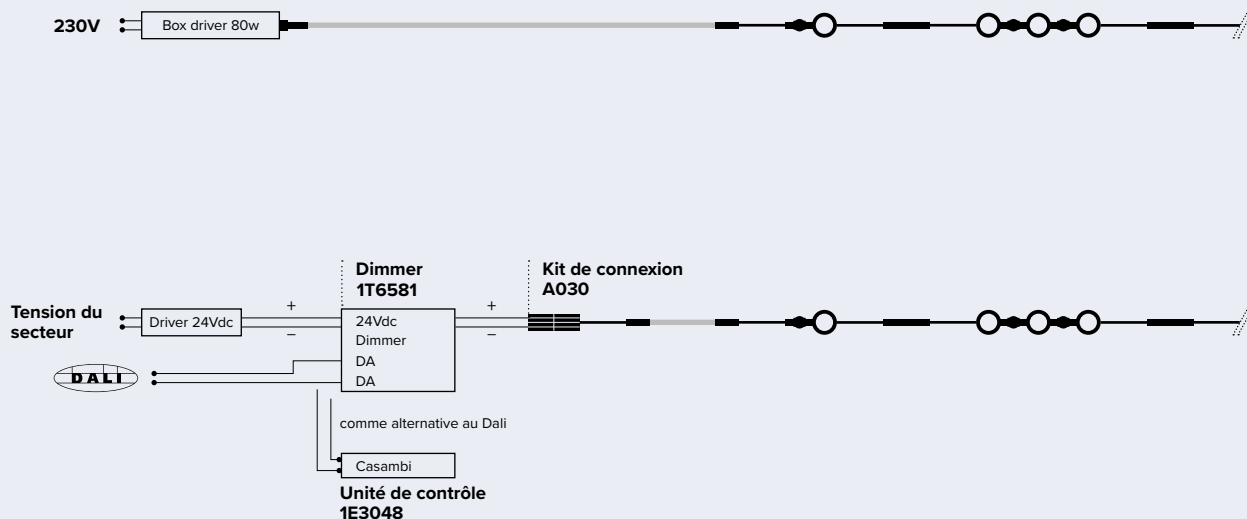 230V
Box driver 80w
Dimmer
1T6581
Kit de connexion
A030
Tension du
secteur
Driver 24Vdc
+
−
24Vdc
Dimmer
DA
DA
+
−
DALI
comme alternative au Dali
Casambi
Unité de contrôle
1E3048